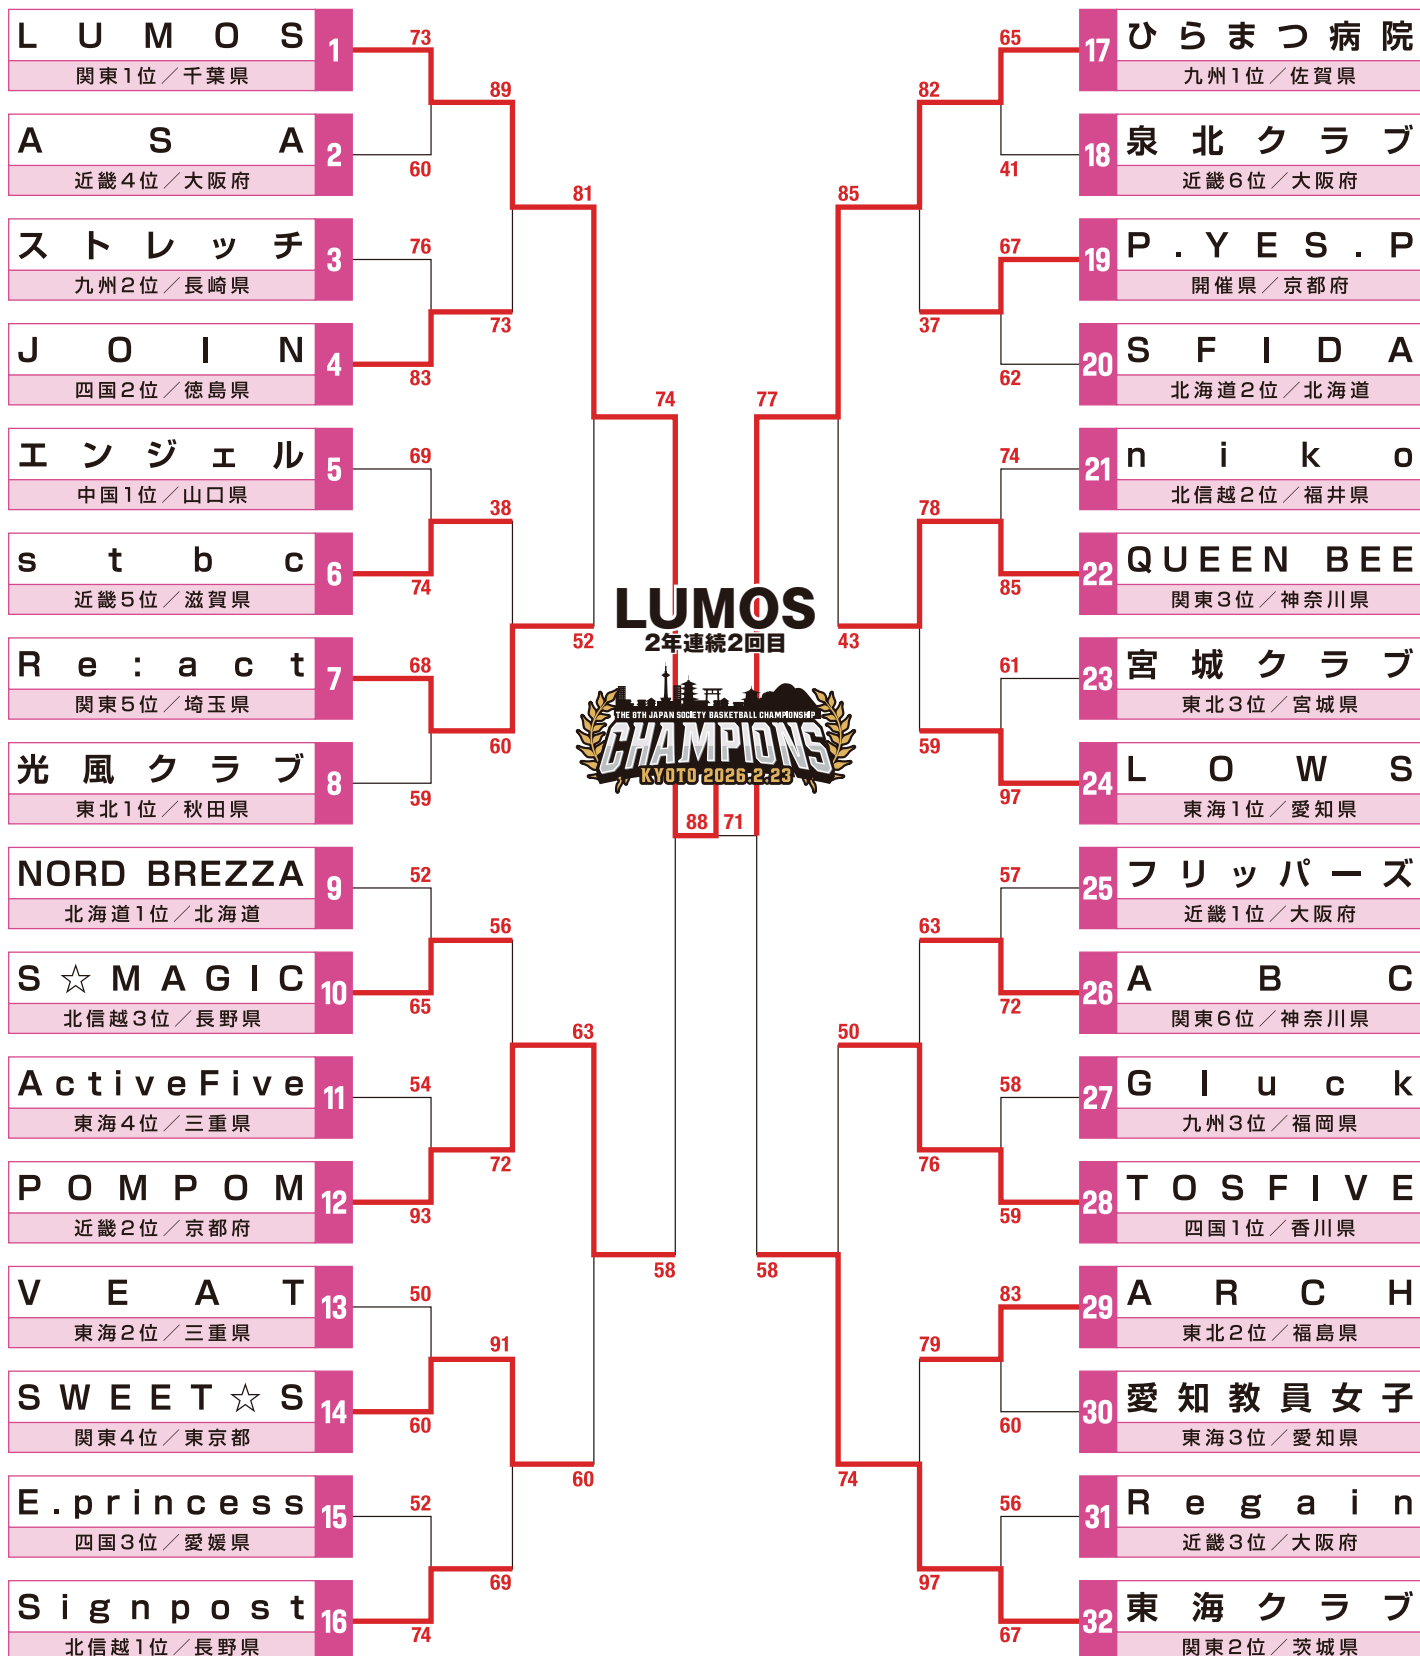 LUMOS
関東1位／千葉県
1
ASA
近畿4位／大阪府
2
ストレッチ
九州2位／長崎県
3
JOIN
四国2位／徳島県
4
エンジェル
中国1位／山口県
5
stbc
近畿5位／滋賀県
6
Re:act
関東5位／埼玉県
7
光風クラブ
東北1位／秋田県
8
NORD BREZZA
北海道1位／北海道
9
S☆MAGIC
北信越3位／長野県
10
ActiveFive
東海4位／三重県
11
POMPOM
近畿2位／京都府
12
VEAT
東海2位／三重県
13
SWEET☆S
関東4位／東京都
14
E.princess
四国3位／愛媛県
15
Signpost
北信越1位／長野県
16
73
60
76
83
69
74
68
59
52
65
54
93
50
60
52
74
89
73
38
60
56
72
91
69
81
52
63
60
74
58
LUMOS
2年連続2回目
THE 8TH JAPAN SOCIETY BASKETBALL CHAMPIONSHIP
CHAMPIONS
KYOTO 2026.2.23
88
71
77
58
85
43
50
74
82
37
78
59
63
76
79
97
65
41
67
62
74
85
61
97
57
72
58
59
83
60
56
67
17
ひらまつ病院
九州1位／佐賀県
18
泉北クラブ
近畿6位／大阪府
19
P.YES.P
開催県／京都府
20
SFIDA
北海道2位／北海道
21
niko
北信越2位／福井県
22
QUEEN BEE
関東3位／神奈川県
23
宮城クラブ
東北3位／宮城県
24
LOWS
東海1位／愛知県
25
フリッパーズ
近畿1位／大阪府
26
ABC
関東6位／神奈川県
27
Gluck
九州3位／福岡県
28
TOSFIVE
四国1位／香川県
29
ARCH
東北2位／福島県
30
愛知教員女子
東海3位／愛知県
31
Regain
近畿3位／大阪府
32
東海クラブ
関東2位／茨城県